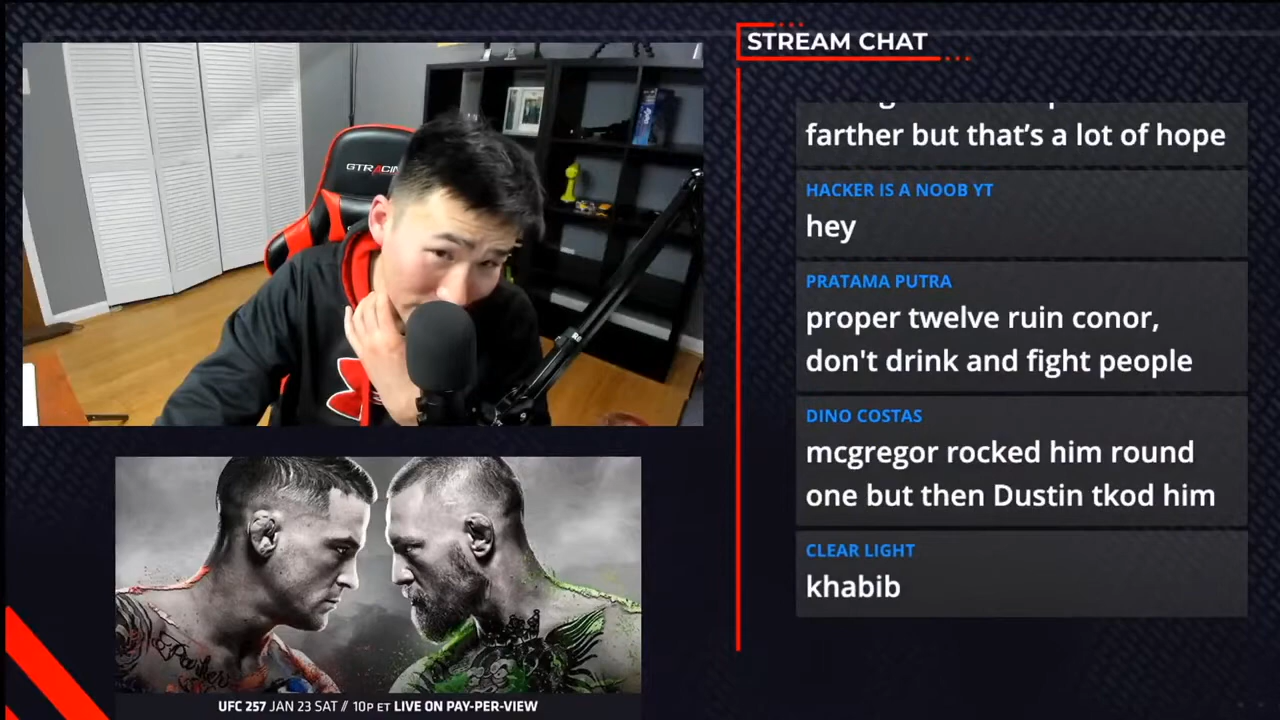 STREAM CHAT
farther but that's a lot of hope
HACKER IS A NOOB YT
hey
PRATAMA PUTRA
proper twelve ruin conor,
don't drink and fight people
DINO COSTAS
mcgregor rocked him round
one but then Dustin tkod him
CLEAR LIGHT
khabib
GTRACIN
UFC 257 JAN 23 SAT // 10P ET LIVE ON PAY-PER-VIEW